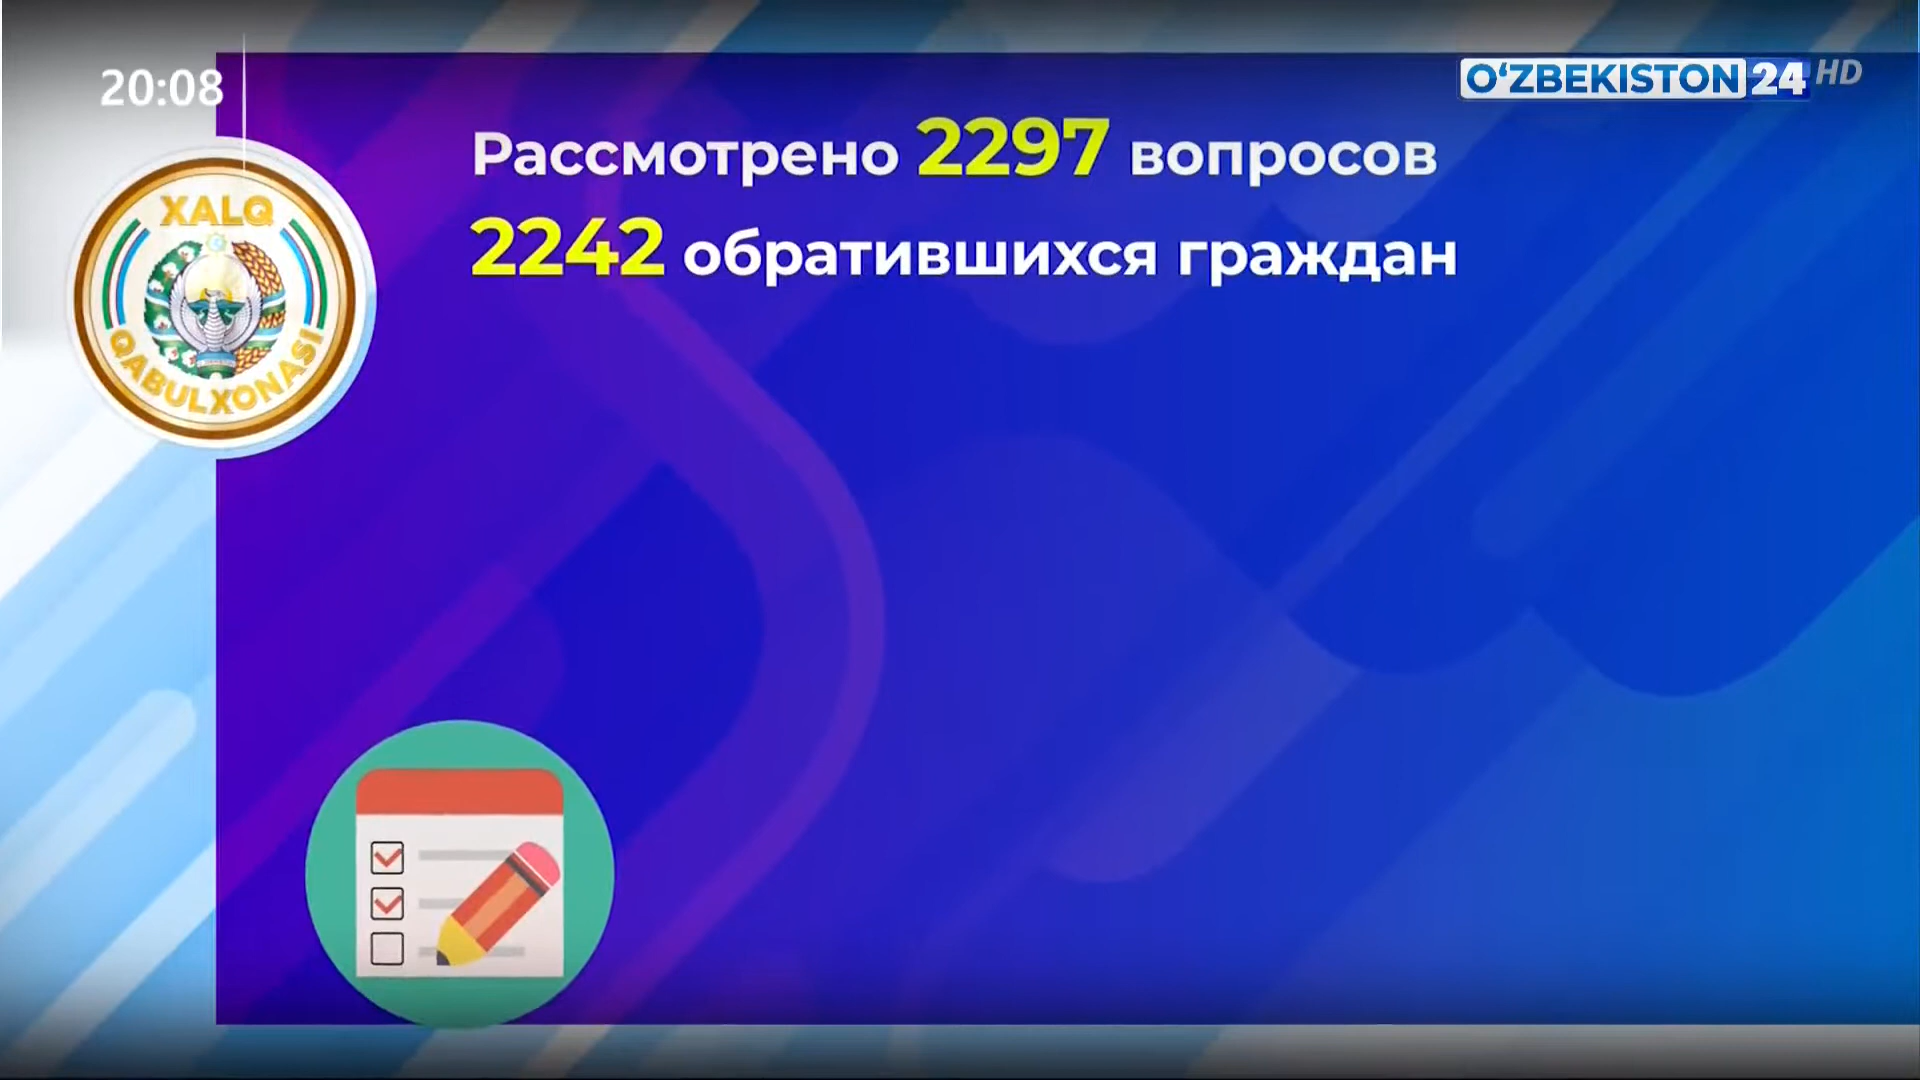 20:08
O‘ZBEKISTON 24 HD
Рассмотрено 2297 вопросов
XALQ
QABULXONASI
2242 обратившихся граждан